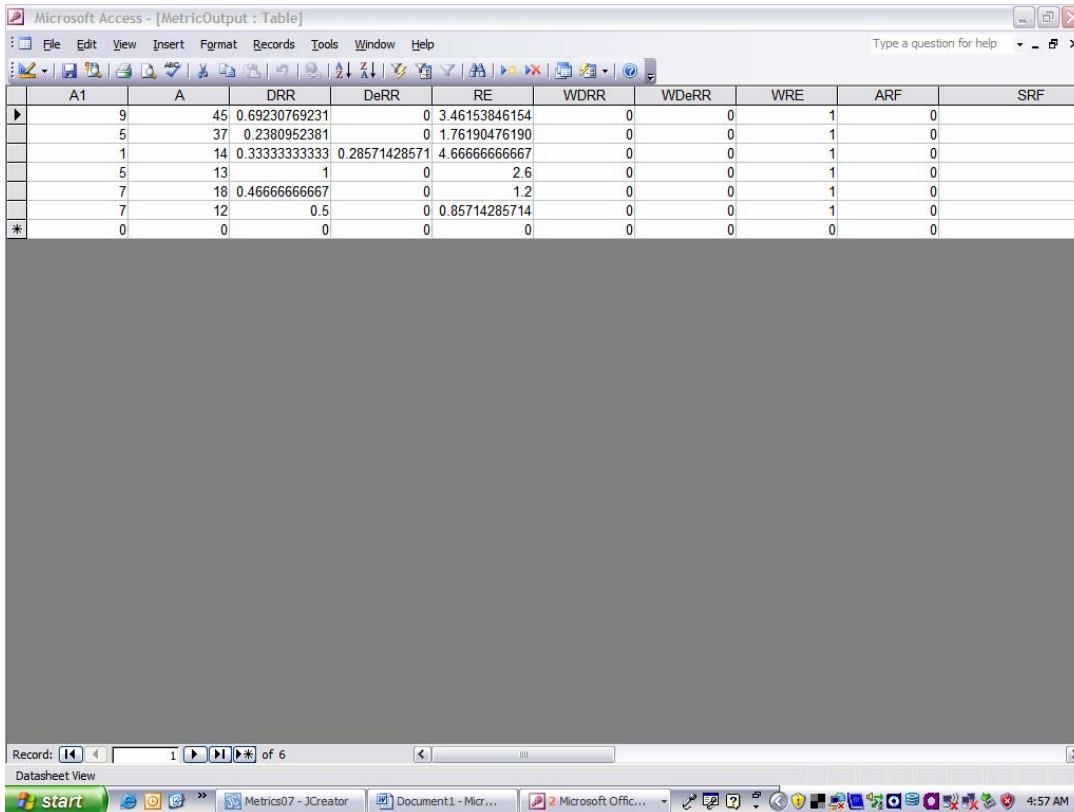 Microsoft Access - [MetricOutput : Table]
File Edit View Insert Format Records Tools Window Help Type a question for help
A1 A DRR DeRR RE WDRR WDeRR WRE ARF SRF
9 45 0.69230769231 0 3.46153846154 0 0 1 0
5 37 0.2380952381 0 1.76190476190 0 0 1 0
1 14 0.33333333333 0.28571428571 4.66666666667 0 0 1 0
5 13 1 0 2.6 0 0 1 0
7 18 0.46666666667 0 1.2 0 0 1 0
7 12 0.5 0 0.85714285714 0 0 1 0
0 0 0 0 0 0 0 0 0
Record: 1 of 6
Datasheet View
start Metrics07 - JCreator Document1 - Micr... 2 Microsoft Offic... 4:57 AM